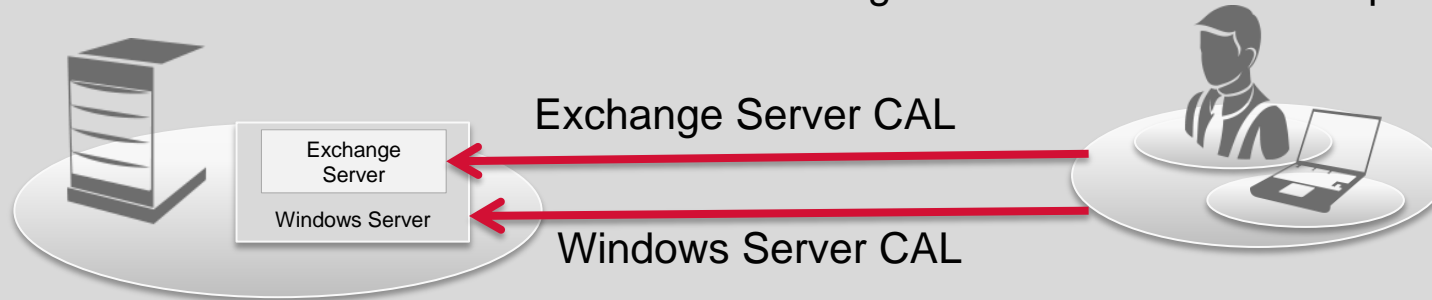 Exchange Server CAL
Exchange
Server
Windows Server
Windows Server CAL